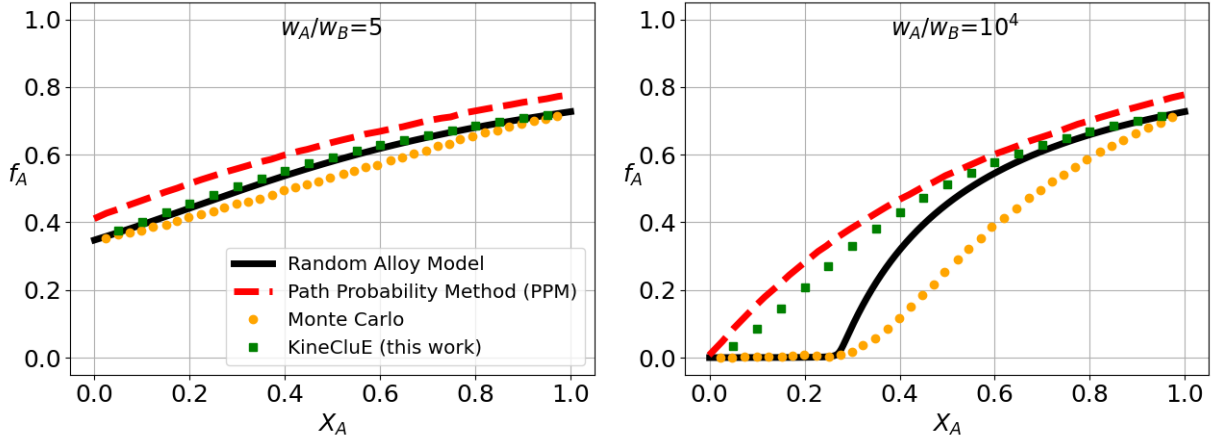 w_A/w_B=5
1.0
0.8
0.6
f_A
0.4
0.2
0.0
Random Alloy Model
Path Probability Method (PPM)
Monte Carlo
KineCluE (this work)
0.0 0.2 0.4 0.6 0.8 1.0
X_A
w_A/w_B=10^4
1.0
0.8
0.6
f_A
0.4
0.2
0.0
0.0 0.2 0.4 0.6 0.8 1.0
X_A